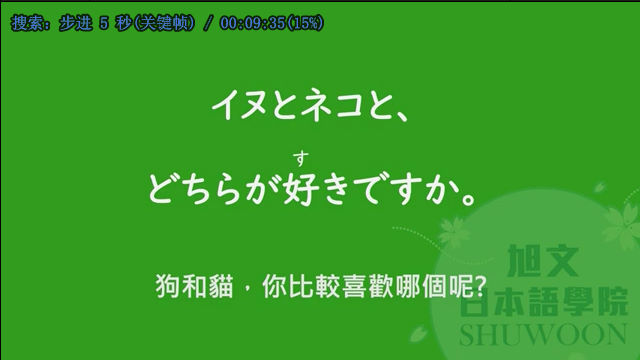 搜索: 步进 5 秒(关键帧) / 00:09:35(15%)
イヌとネコと、
す
どちらが好きですか。
狗和貓，你比較喜歡哪個呢?
旭文
日本語學院
SHUWOON